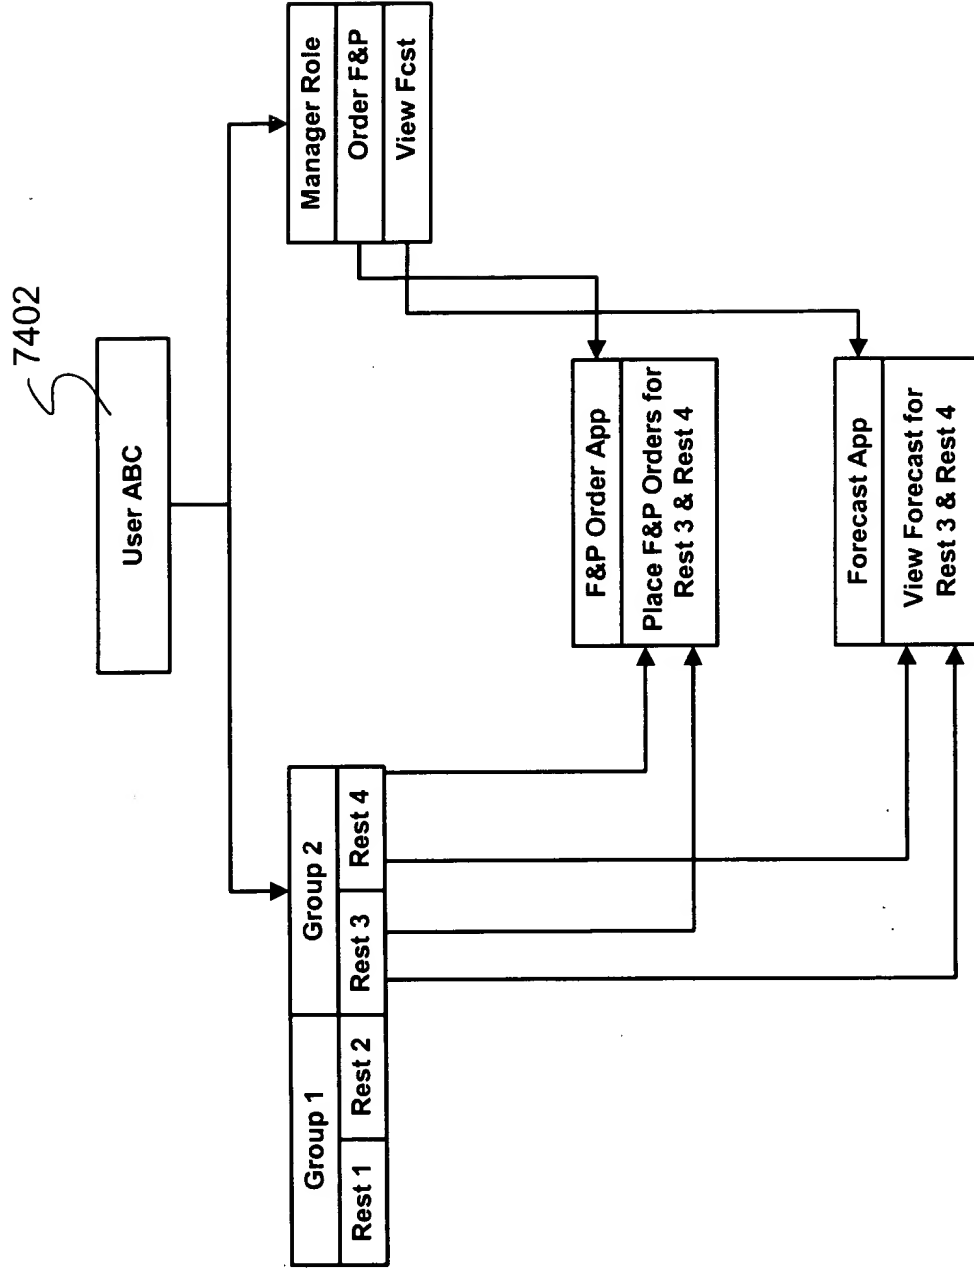 7402
User ABC
Group 1
Group 2
Rest 1
Rest 2
Rest 3
Rest 4
Manager Role
Order F&P
View Fcst
F&P Order App
Place F&P Orders for
Rest 3 & Rest 4
Forecast App
View Forecast for
Rest 3 & Rest 4